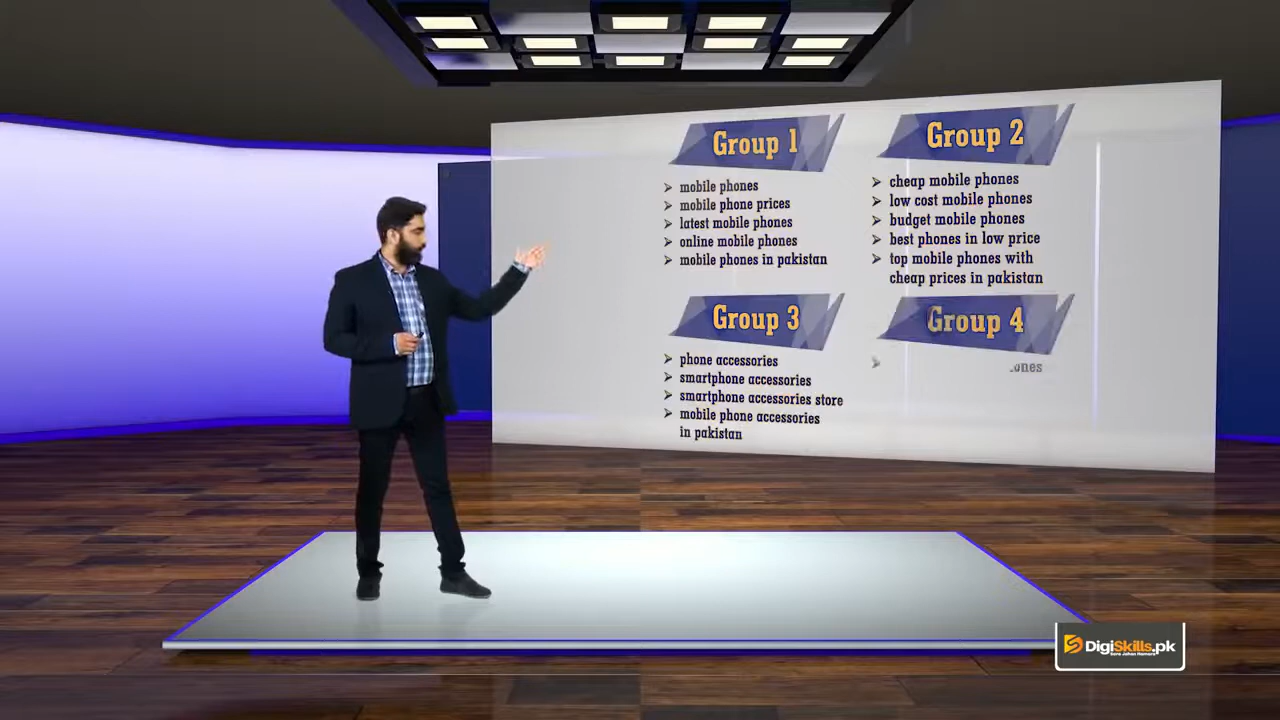 Group 1
mobile phones
mobile phone prices
latest mobile phones
online mobile phones
mobile phones in pakistan
Group 2
cheap mobile phones
low cost mobile phones
budget mobile phones
best phones in low price
top mobile phones with
cheap prices in pakistan
Group 3
phone accessories
smartphone accessories
smartphone accessories store
mobile phone accessories
in pakistan
Group 4
DigiSkills.pk